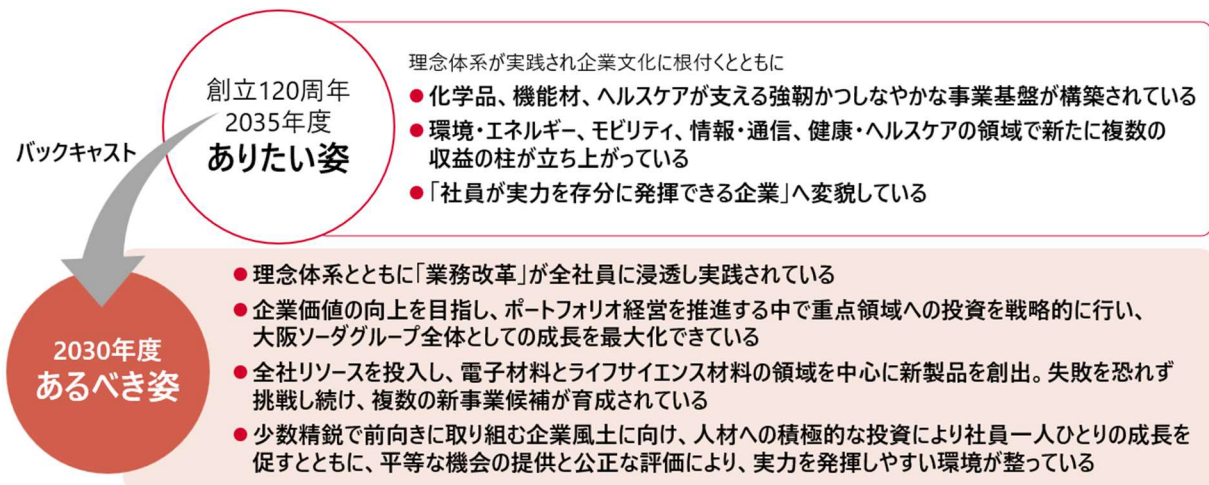 創立120周年
2035年度
ありたい姿
理念体系が実践され企業文化に根付くとともに
●化学品、機能材、ヘルスケアが支える強靭かつしなやかな事業基盤が構築されている
●環境・エネルギー、モビリティ、情報・通信、健康・ヘルスケアの領域で新たに複数の
収益の柱が立ち上がっている
●「社員が実力を存分に発揮できる企業」へ変貌している
バックキャスト
2030年度
あるべき姿
●理念体系とともに「業務改革」が全社員に浸透し実践されている
●企業価値の向上を目指し、ポートフォリオ経営を推進する中で重点領域への投資を戦略的に行い、
大阪ソーダグループ全体としての成長を最大化できている
●全社リソースを投入し、電子材料とライフサイエンス材料の領域を中心に新製品を創出。失敗を恐れず
挑戦し続け、複数の新事業候補が育成されている
●少数精鋭で前向きに取り組む企業風土に向け、人材への積極的な投資により社員一人ひとりの成長を
促すとともに、平等な機会の提供と公正な評価により、実力を発揮しやすい環境が整っている